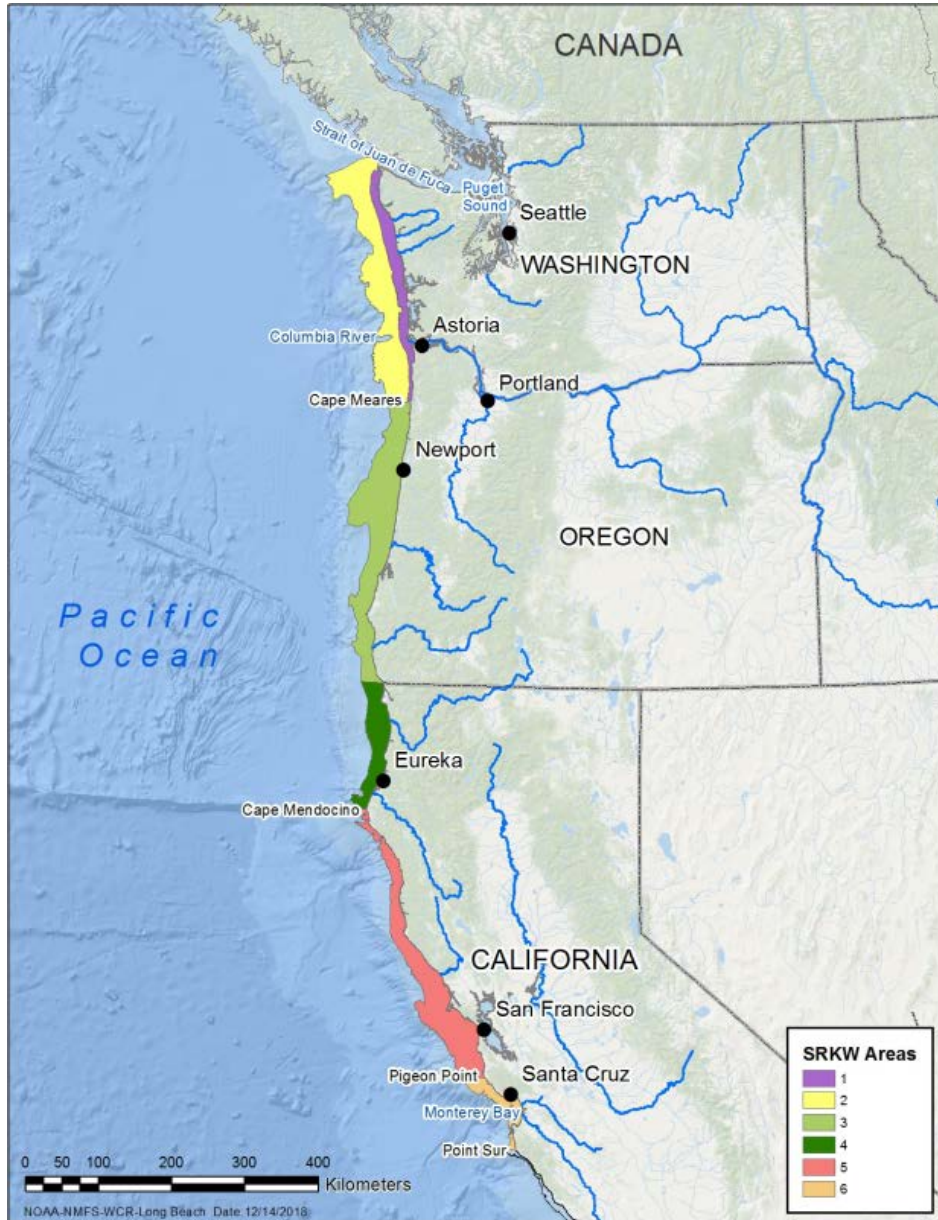 CANADA
Strait of Juan de Fuca
Puget
Sound
Seattle
WASHINGTON
Columbia River
Astoria
Portland
Cape Meares
Newport
OREGON
Pacific
Ocean
Eureka
Cape Mendocino
CALIFORNIA
San Francisco
Pigeon Point
Santa Cruz
Monterey Bay
Point Sur
SRKW Areas
1
2
3
4
5
6
0 50 100 200 300 400
Kilometers
NOAA-NMFS-WCR-Long Beach Date:12/14/2018